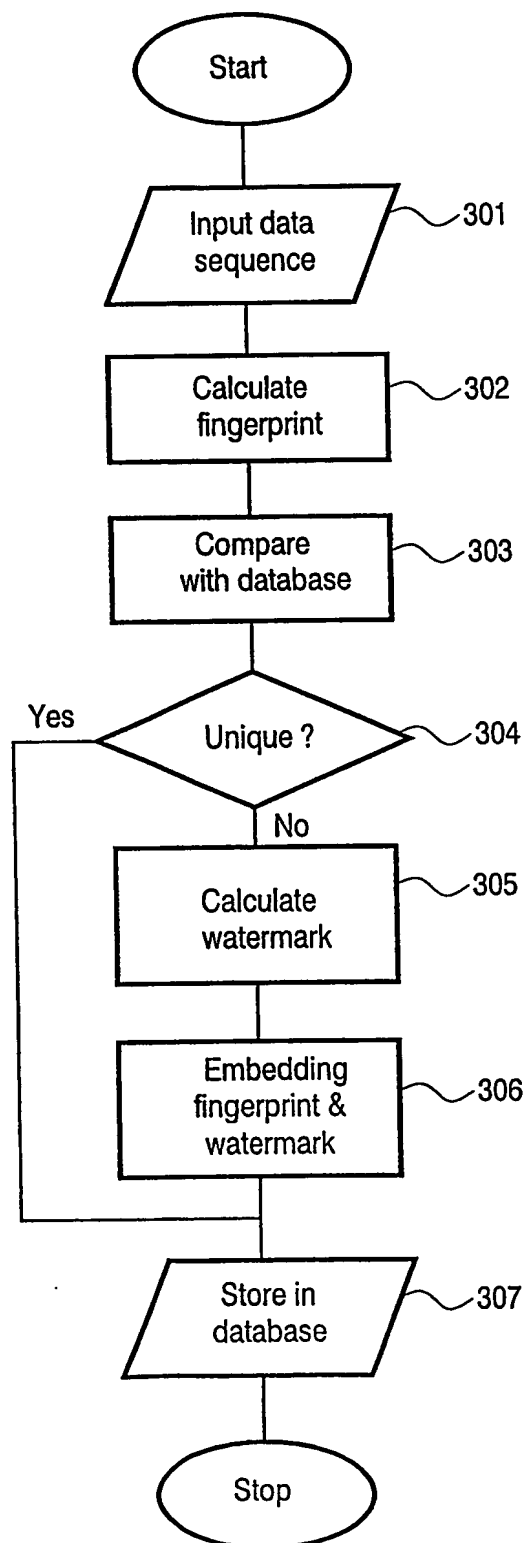 Start
Input data
sequence
301
Calculate
fingerprint
302
Compare
with database
303
Yes
Unique ?
304
No
Calculate
watermark
305
Embedding
fingerprint &
watermark
306
Store in
database
307
Stop